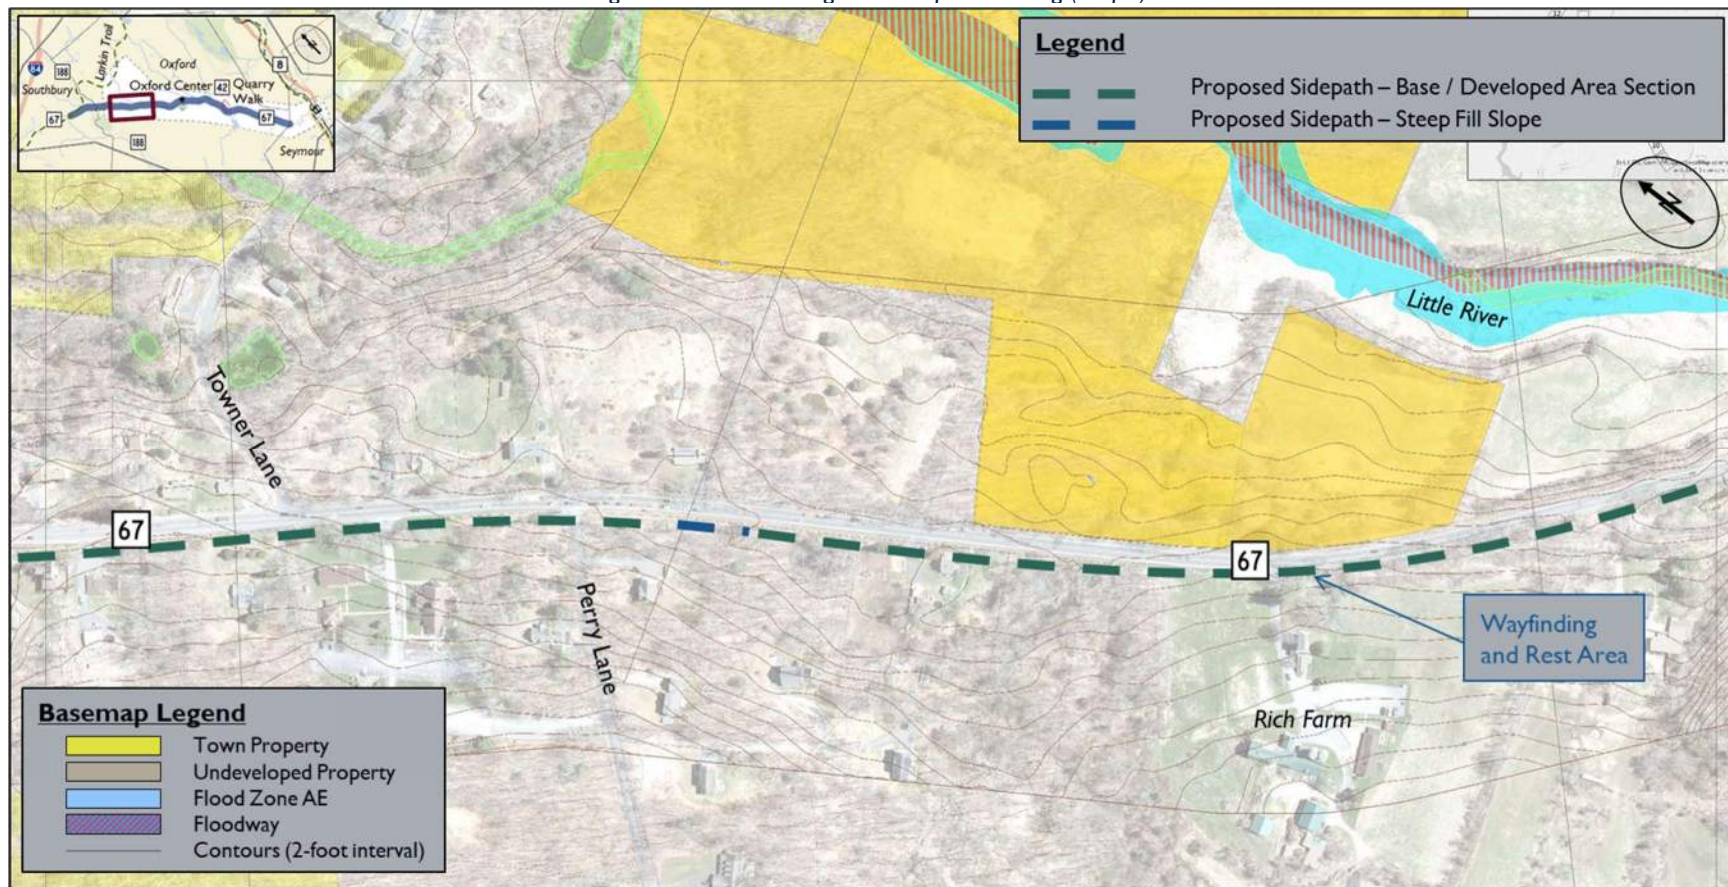 Larkin Trail
Oxford
8
84
188
Southbury
Oxford Center
42
Quarry
Walk
67
67
188
8
Seymour
N
Legend
Proposed Sidepath – Base / Developed Area Section
Proposed Sidepath – Steep Fill Slope
N
Little River
Towner Lane
67
67
Perry Lane
Wayfinding
and Rest Area
Rich Farm
Basemap Legend
Town Property
Undeveloped Property
Flood Zone AE
Floodway
Contours (2-foot interval)